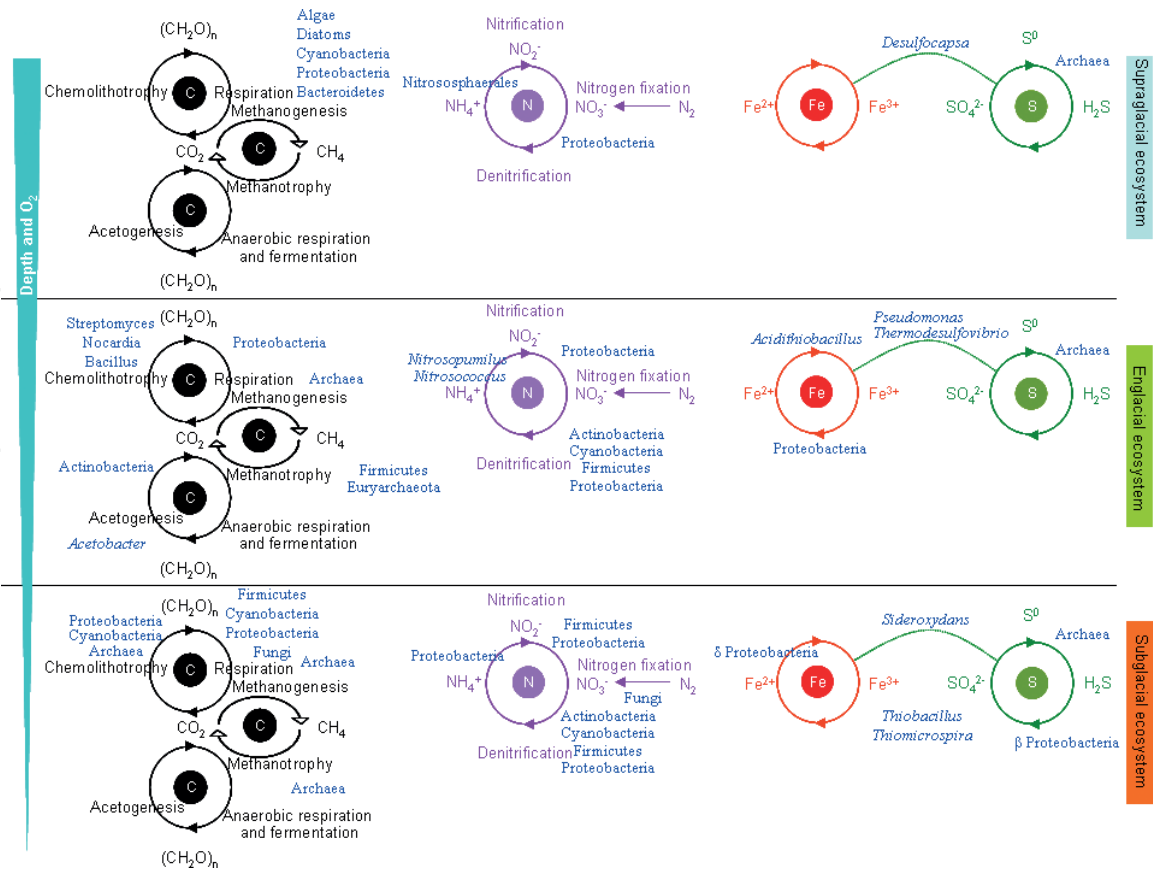 Depth and O2
Algae
Diatoms
Cyanobacteria
Proteobacteria
Bacteroidetes
(CH2O)n
Chemolithotrophy
C
Respiration
Methanogenesis
CO2
C
CH4
Methanotrophy
C
Acetogenesis
Anaerobic respiration
and fermentation
(CH2O)n
Nitrification
NO2-
Nitrososphaerales
NH4+
N
Nitrogen fixation
NO3-
N2
Proteobacteria
Denitrification
Fe2+
Fe
Fe3+
Desulfocapsa
S0
Archaea
SO42-
S
H2S
Supraglacial ecosystem
Streptomyces
Nocardia
Bacillus
(CH2O)n
Proteobacteria
Chemolithotrophy
C
Respiration
Archaea
Methanogenesis
CO2
C
CH4
Actinobacteria
Methanotrophy
Firmicutes
Euryarchaeota
C
Acetogenesis
Anaerobic respiration
and fermentation
Acetobacter
(CH2O)n
Nitrification
NO2-
Proteobacteria
Nitrosopumilus
Nitrosococcus
NH4+
N
Nitrogen fixation
NO3-
N2
Actinobacteria
Cyanobacteria
Denitrification
Firmicutes
Proteobacteria
Acidithiobacillus
Fe2+
Fe
Fe3+
Proteobacteria
Pseudomonas
Thermodesulfovibrio
S0
Archaea
SO42-
S
H2S
Englacial ecosystem
Firmicutes
Cyanobacteria
Proteobacteria
Fungi
(CH2O)n
Proteobacteria
Cyanobacteria
Archaea
Chemolithotrophy
C
Respiration
Archaea
Methanogenesis
CO2
C
CH4
Methanotrophy
Archaea
C
Acetogenesis
Anaerobic respiration
and fermentation
(CH2O)n
Nitrification
NO2-
Firmicutes
Proteobacteria
Proteobacteria
NH4+
N
Nitrogen fixation
NO3-
N2
Fungi
Actinobacteria
Cyanobacteria
Denitrification
Firmicutes
Proteobacteria
δ Proteobacteria
Fe2+
Fe
Fe3+
Sideroxydans
S0
Archaea
SO42-
S
H2S
Thiobacillus
Thiomicrospira
β Proteobacteria
Subglacial ecosystem